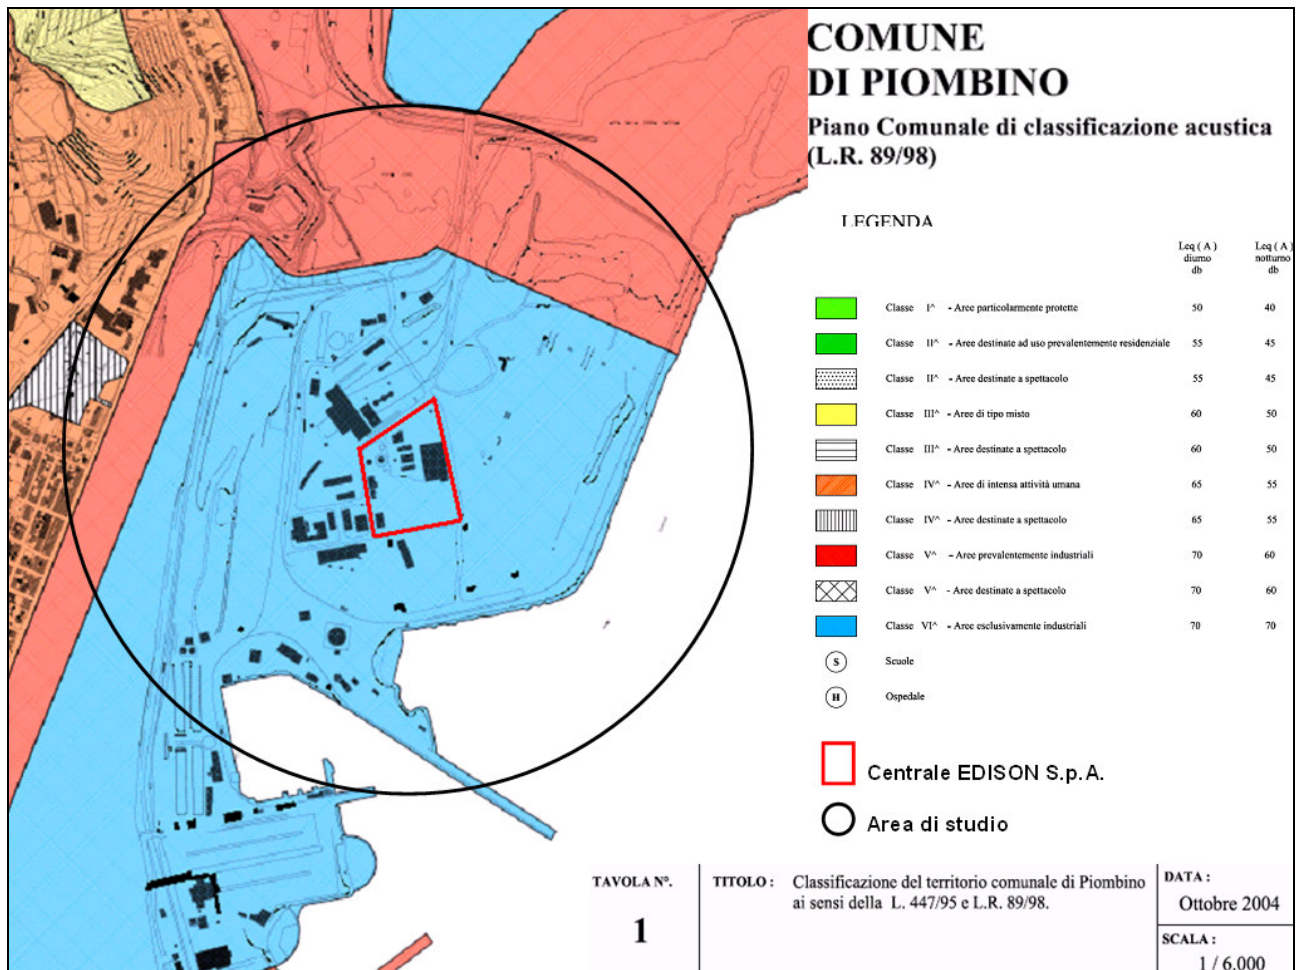 COMUNE
DI PIOMBINO
Piano Comunale di classificazione acustica
(L.R. 89/98)
LEGENDA
Leq ( A ) diurno db
Leq ( A ) notturno db
Classe I^ - Aree particolarmente protette 50 40
Classe II^ - Aree destinate ad uso prevalentemente residenziale 55 45
Classe II^ - Aree destinate a spettacolo 55 45
Classe III^ - Aree di tipo misto 60 50
Classe III^ - Aree destinate a spettacolo 60 50
Classe IV^ - Aree di intensa attività umana 65 55
Classe IV^ - Aree destinate a spettacolo 65 55
Classe V^ - Aree prevalentemente industriali 70 60
Classe V^ - Aree destinate a spettacolo 70 60
Classe VI^ - Aree esclusivamente industriali 70 70
S Scuole
H Ospedale
Centrale EDISON S.p.A.
Area di studio
TAVOLA N°.
1
TITOLO : Classificazione del territorio comunale di Piombino
ai sensi della L. 447/95 e L.R. 89/98.
DATA :
Ottobre 2004
SCALA :
1 / 6.000